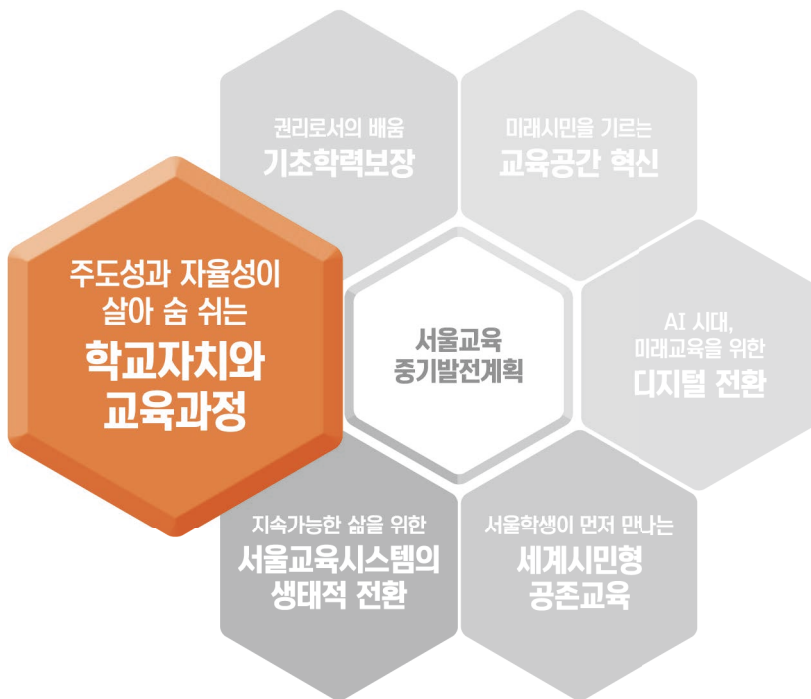 권리로서의 배움
기초학력보장
미래시민을 기르는
교육공간 혁신
주도성과 자율성이
살아 숨 쉬는
학교자치와
교육과정
서울교육
중기발전계획
AI 시대,
미래교육을 위한
디지털 전환
지속가능한 삶을 위한
서울교육시스템의
생태적 전환
서울학생이 먼저 만나는
세계시민형
공존교육